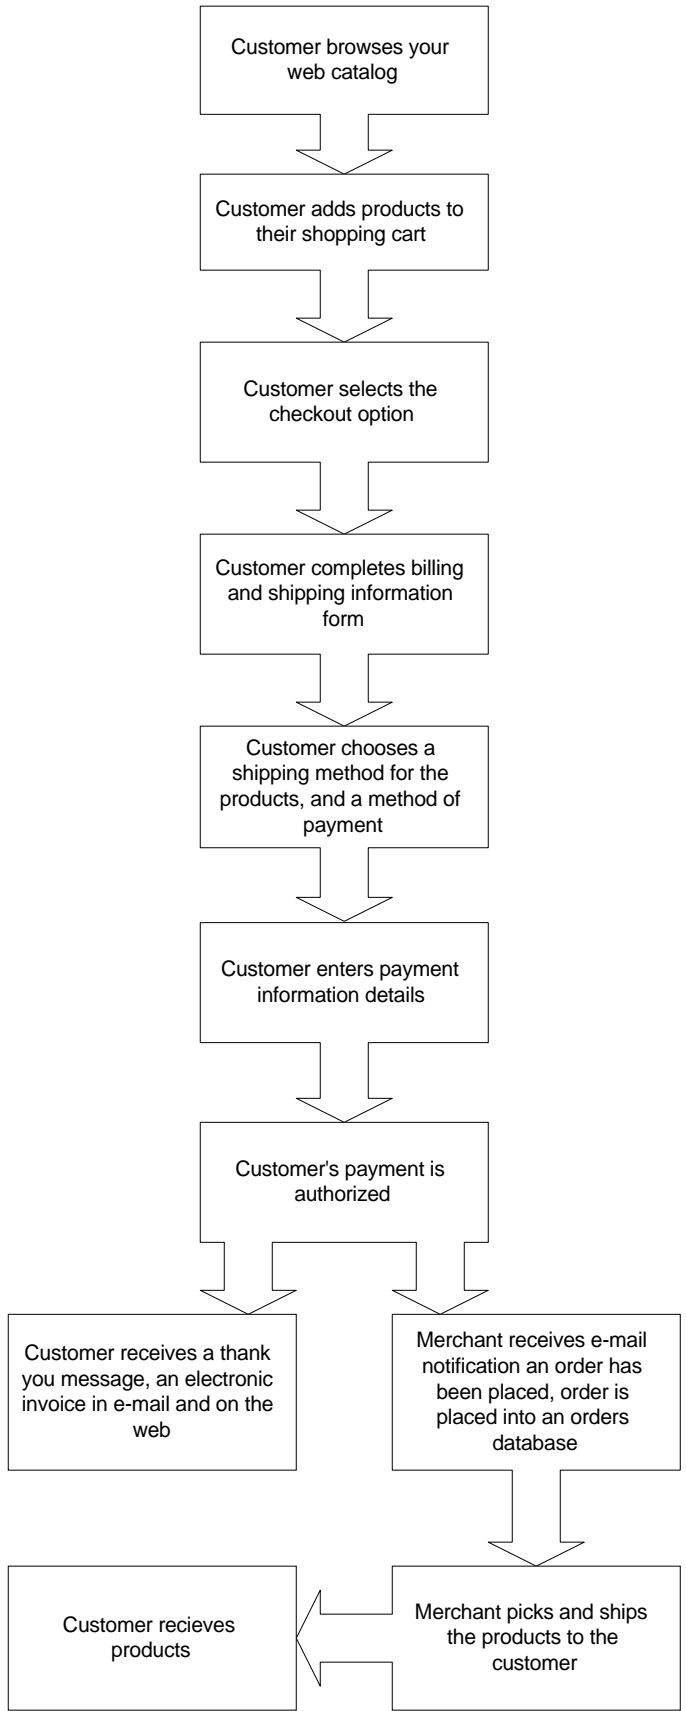 Customer browses your
web catalog
Customer adds products to
their shopping cart
Customer selects the
checkout option
Customer completes billing
and shipping information
form
Customer chooses a
shipping method for the
products, and a method of
payment
Customer enters payment
information details
Customer's payment is
authorized
Customer receives a thank
you message, an electronic
invoice in e-mail and on the
web
Merchant receives e-mail
notification an order has
been placed, order is
placed into an orders
database
Merchant picks and ships
the products to the
customer
Customer recieves
products